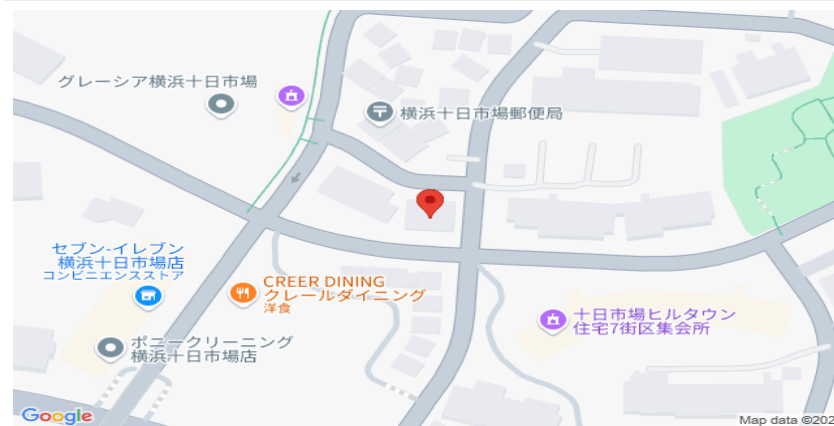 グレーシア横浜十日市場
横浜十日市場郵便局
セブン-イレブン
横浜十日市場店
コンビニエンスストア
CREER DINING
クレールダイニング
洋食
十日市場ヒルタウン
住宅7街区集会所
ポニークリーニング
横浜十日市場店
Google
Map data ©202